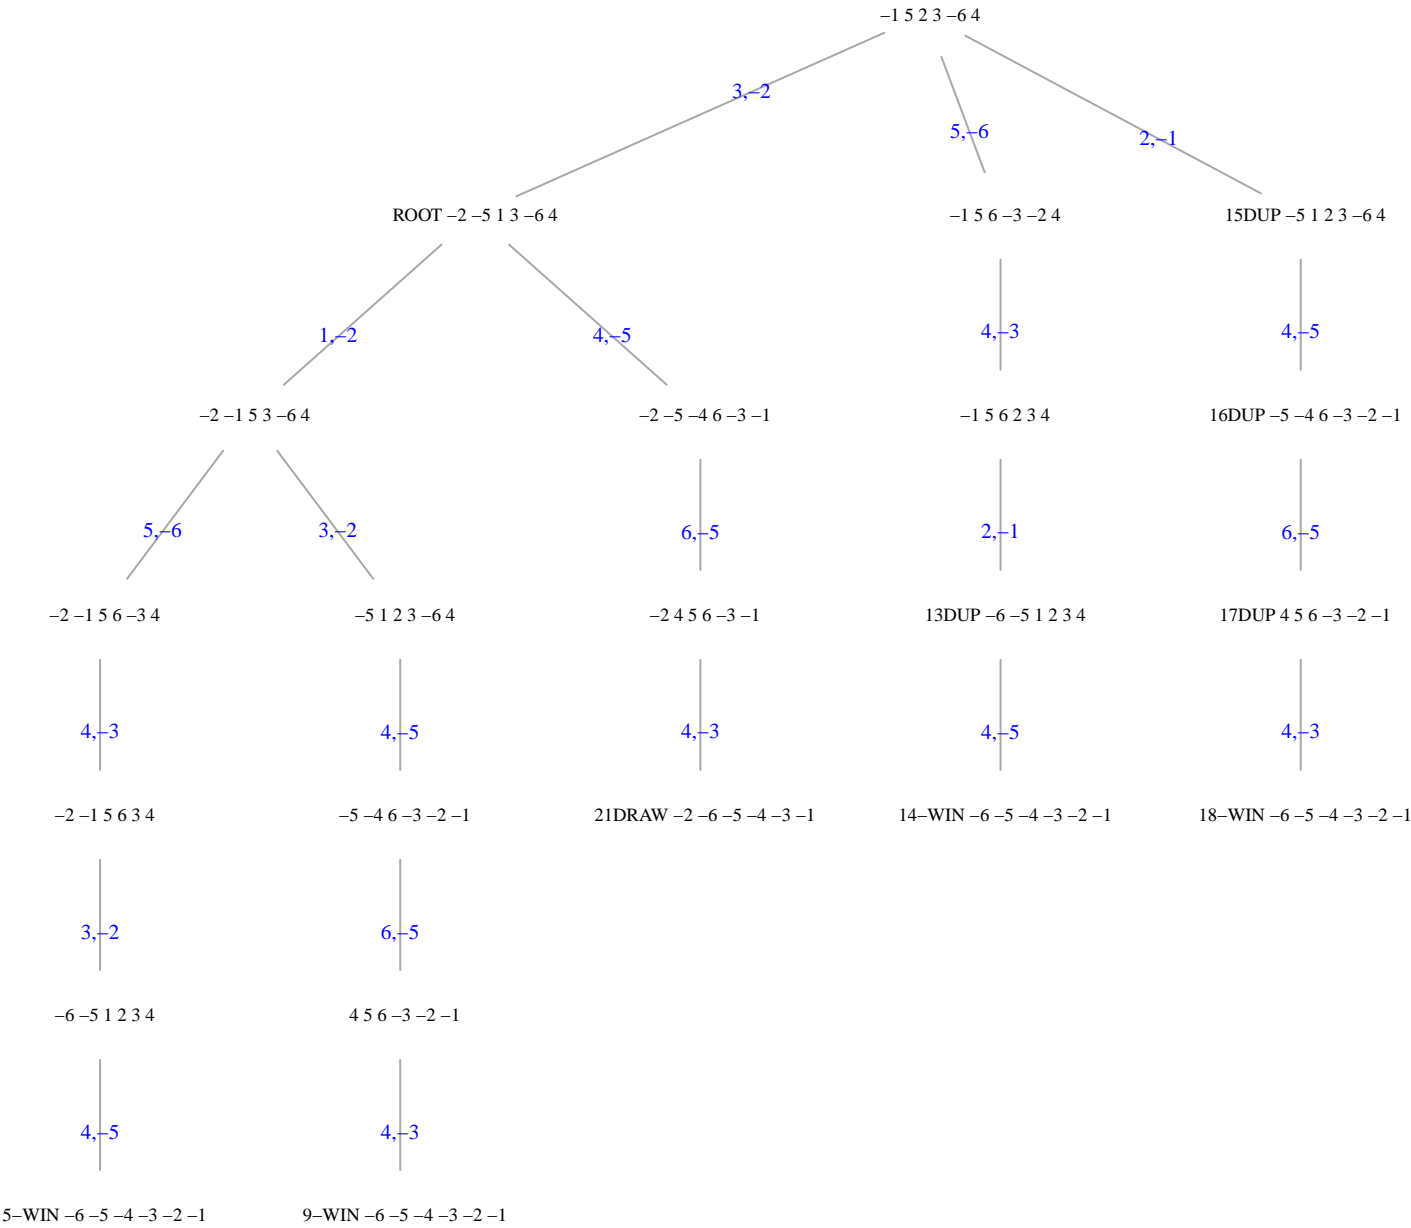 –1 5 2 3 –6 4
3,–2
5,–6
2,–1
ROOT –2 –5 1 3 –6 4
–1 5 6 –3 –2 4
15DUP –5 1 2 3 –6 4
1,–2
4,–5
4,–3
4,–5
–2 –1 5 3 –6 4
–2 –5 –4 6 –3 –1
–1 5 6 2 3 4
16DUP –5 –4 6 –3 –2 –1
5,–6
3,–2
6,–5
2,–1
6,–5
–2 –1 5 6 –3 4
–5 1 2 3 –6 4
–2 4 5 6 –3 –1
13DUP –6 –5 1 2 3 4
17DUP 4 5 6 –3 –2 –1
4,–3
4,–5
4,–3
4,–5
4,–3
–2 –1 5 6 3 4
–5 –4 6 –3 –2 –1
21DRAW –2 –6 –5 –4 –3 –1
14–WIN –6 –5 –4 –3 –2 –1
18–WIN –6 –5 –4 –3 –2 –1
3,–2
6,–5
–6 –5 1 2 3 4
4 5 6 –3 –2 –1
4,–5
4,–3
5–WIN –6 –5 –4 –3 –2 –1
9–WIN –6 –5 –4 –3 –2 –1